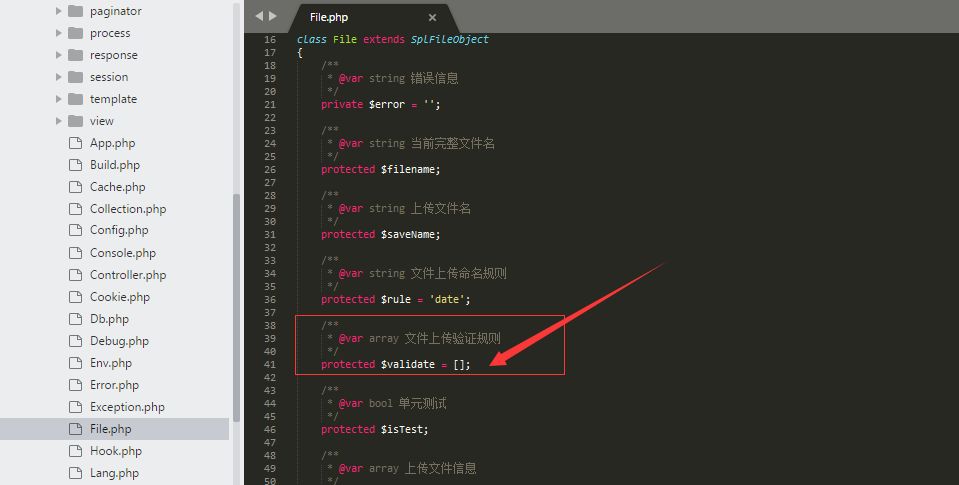 paginator
process
response
session
template
view
App.php
Build.php
Cache.php
Collection.php
Config.php
Console.php
Controller.php
Cookie.php
Db.php
Debug.php
Env.php
Error.php
Exception.php
File.php
Hook.php
Lang.php
File.php ×
16 class File extends SplFileObject
17 {
18 /**
19 * @var string 错误信息
20 */
21 private $error = '';
22
23 /**
24 * @var string 当前完整文件名
25 */
26 protected $filename;
27
28 /**
29 * @var string 上传文件名
30 */
31 protected $saveName;
32
33 /**
34 * @var string 文件上传命名规则
35 */
36 protected $rule = 'date';
37
38 /**
39 * @var array 文件上传验证规则
40 */
41 protected $validate = [];
42
43 /**
44 * @var bool 单元测试
45 */
46 protected $isTest;
47
48 /**
49 * @var array 上传文件信息
50 */